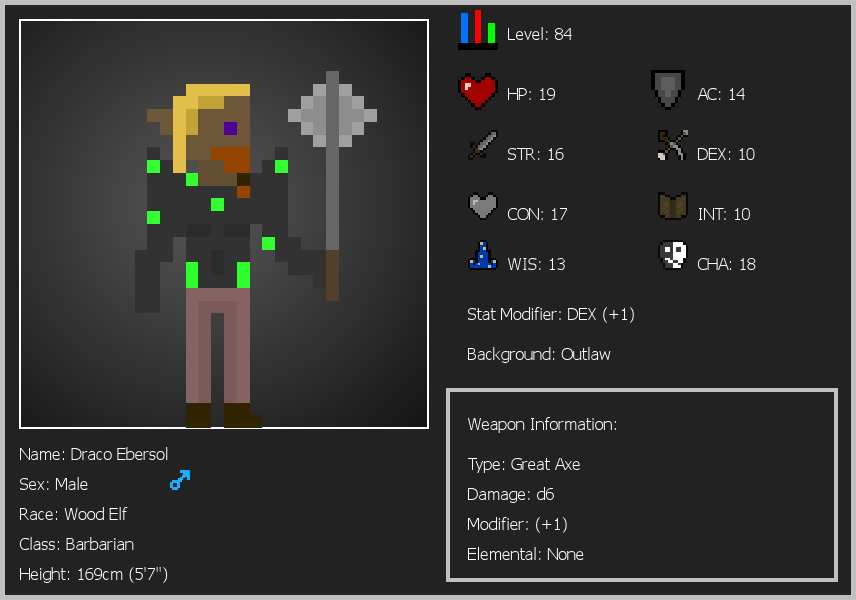 Level: 84
HP: 19
AC: 14
STR: 16
DEX: 10
CON: 17
INT: 10
WIS: 13
CHA: 18
Stat Modifier: DEX (+1)
Background: Outlaw
Weapon Information:
Type: Great Axe
Damage: d6
Modifier: (+1)
Elemental: None
Name: Draco Ebersol
Sex: Male
Race: Wood Elf
Class: Barbarian
Height: 169cm (5'7")